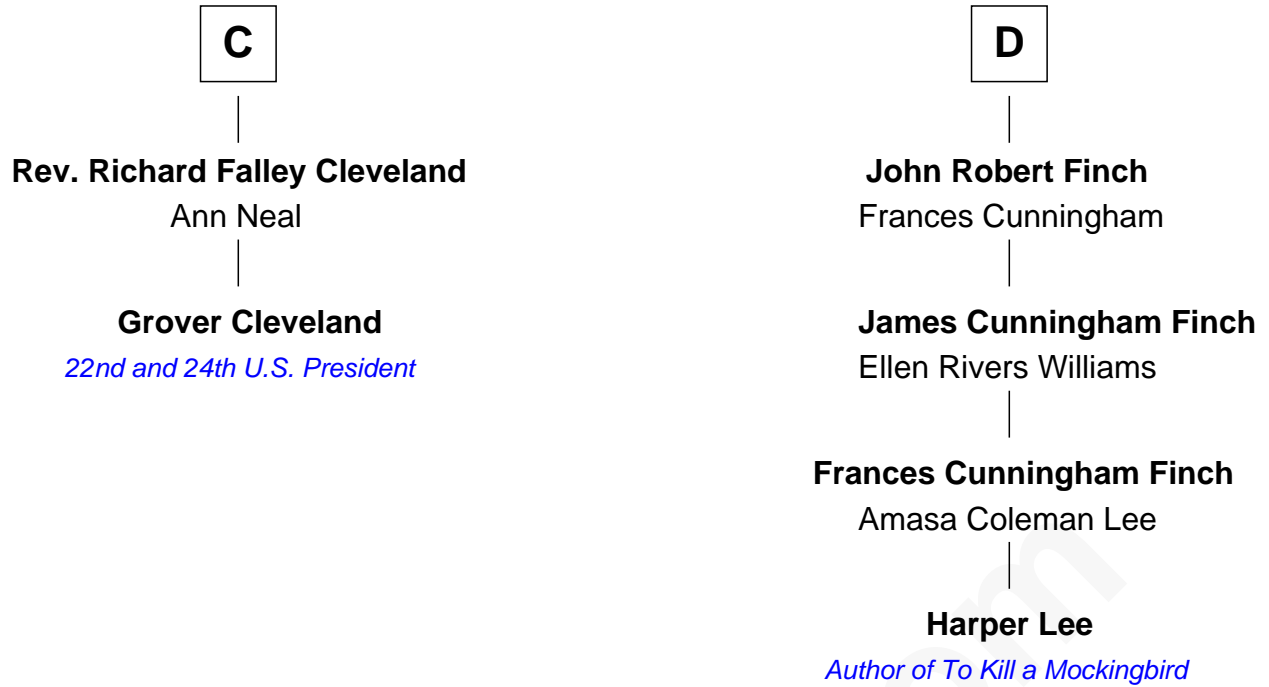 C
Rev. Richard Falley Cleveland
Ann Neal
Grover Cleveland
22nd and 24th U.S. President
D
John Robert Finch
Frances Cunningham
James Cunningham Finch
Ellen Rivers Williams
Frances Cunningham Finch
Amasa Coleman Lee
Harper Lee
Author of To Kill a Mockingbird